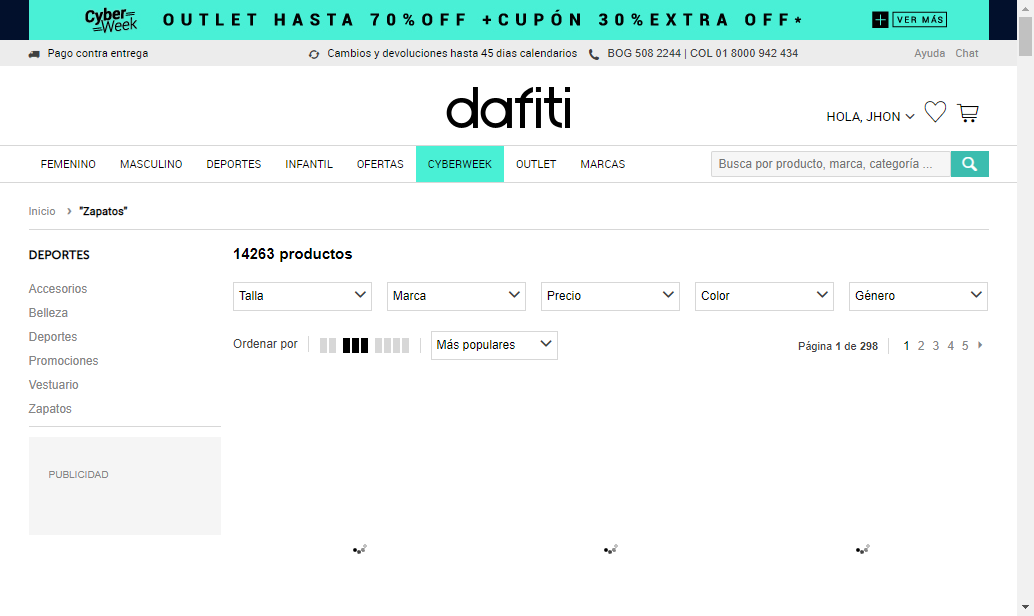 Cyber Week OUTLET HASTA 70%OFF +CUPÓN 30%EXTRA OFF* + VER MÁS
Pago contra entrega Cambios y devoluciones hasta 45 dias calendarios BOG 508 2244 | COL 01 8000 942 434 Ayuda Chat
dafiti
HOLA, JHON
FEMENINO MASCULINO DEPORTES INFANTIL OFERTAS CYBERWEEK OUTLET MARCAS Busca por producto, marca, categoría ...
Inicio › "Zapatos"
DEPORTES
Accesorios
Belleza
Deportes
Promociones
Vestuario
Zapatos
PUBLICIDAD
14263 productos
Talla Marca Precio Color Género
Ordenar por Más populares Página 1 de 298 1 2 3 4 5